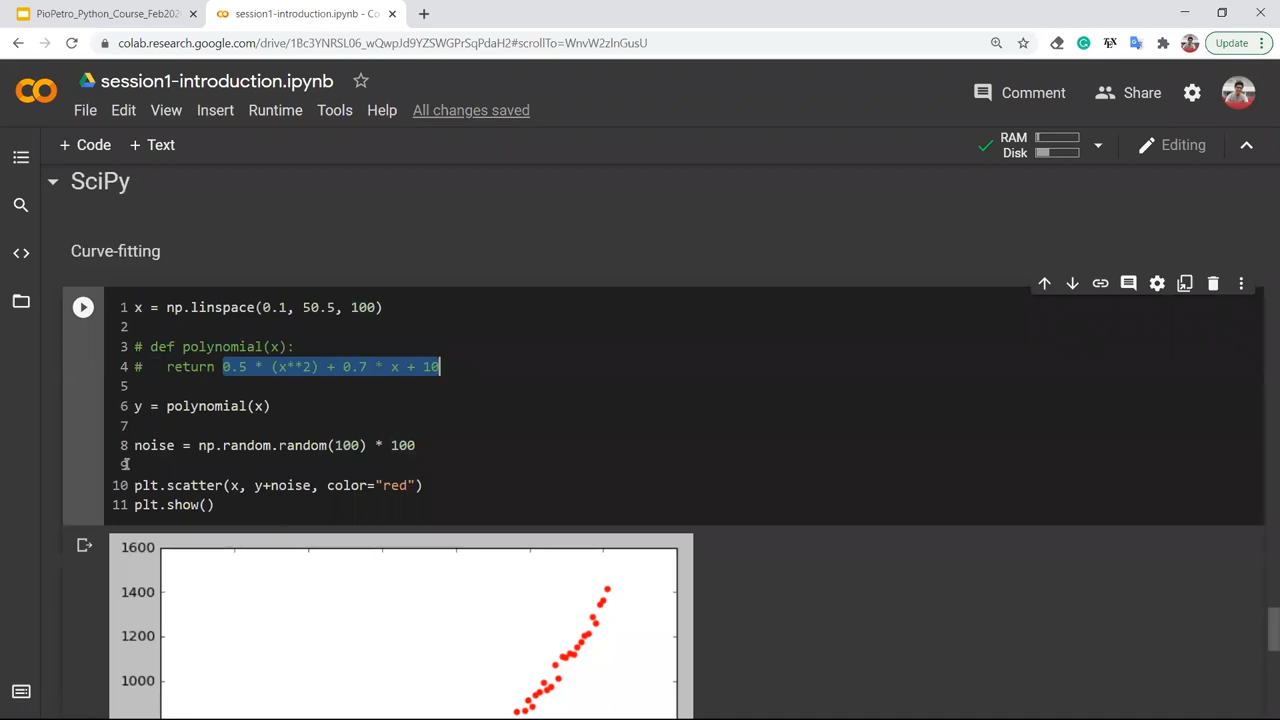 PioPetro_Python_Course_Feb202
session1-introduction.ipynb - Co
colab.research.google.com/drive/1Bc3YNRSL06_wQwpJd9YZSWGPrSqPdaH2#scrollTo=WnvW2zlnGusU
Update
session1-introduction.ipynb
File Edit View Insert Runtime Tools Help All changes saved
Comment Share
+ Code + Text
RAM
Disk
Editing
SciPy
Curve-fitting
1 x = np.linspace(0.1, 50.5, 100)
2
3 # def polynomial(x):
4 #   return 0.5 * (x**2) + 0.7 * x + 10
5
6 y = polynomial(x)
7
8 noise = np.random.random(100) * 100
9
10 plt.scatter(x, y+noise, color="red")
11 plt.show()
1600
1400
1200
1000